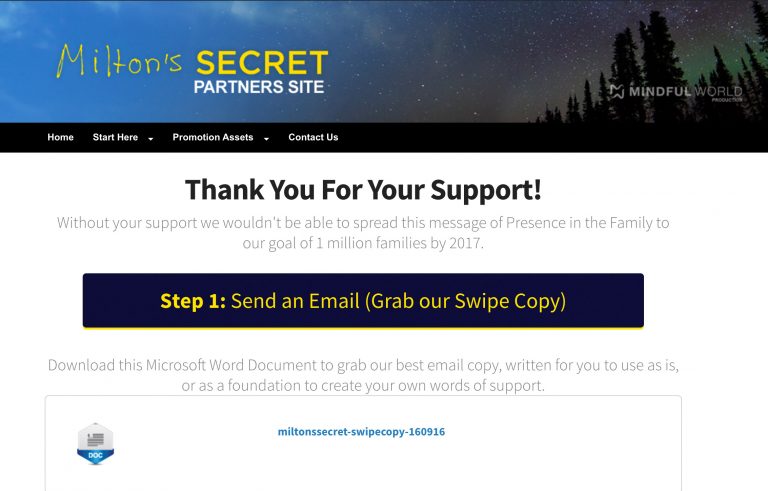 Milton's SECRET
PARTNERS SITE
MINDFULWORLD
PRODUCTION
Home Start Here Promotion Assets Contact Us
Thank You For Your Support!
Without your support we wouldn't be able to spread this message of Presence in the Family to
our goal of 1 million families by 2017.
Step 1: Send an Email (Grab our Swipe Copy)
Download this Microsoft Word Document to grab our best email copy, written for you to use as is,
or as a foundation to create your own words of support.
miltonssecret-swipecopy-160916
DOC